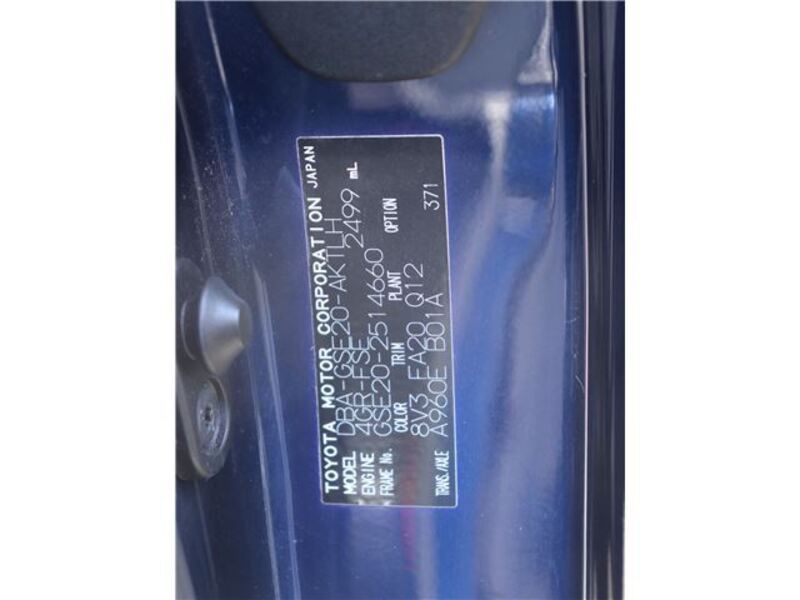 TOYOTA MOTOR CORPORATION JAPAN
MODEL DBA-GSE20-AKTLH
ENGINE 4GR-FSE 2499 mL
FRAME No. GSE20-2514660
COLOR TRIM PLANT OPTION
8V3 FA20 Q12
TRANS./AXLE A960E B01A 371